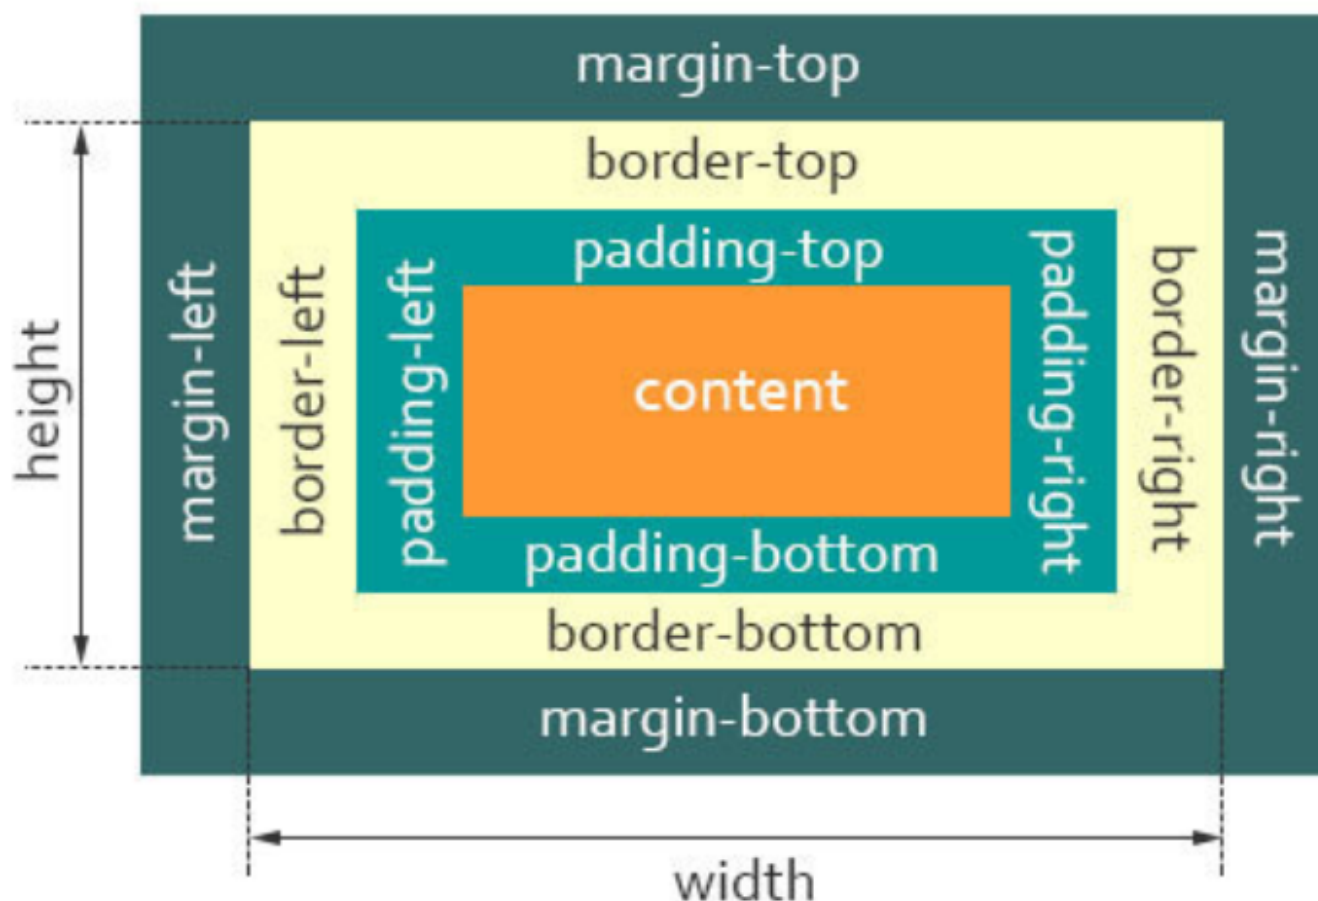 margin-top
border-top
padding-top
height
margin-left
border-left
padding-left
content
padding-right
border-right
margin-right
padding-bottom
border-bottom
margin-bottom
width